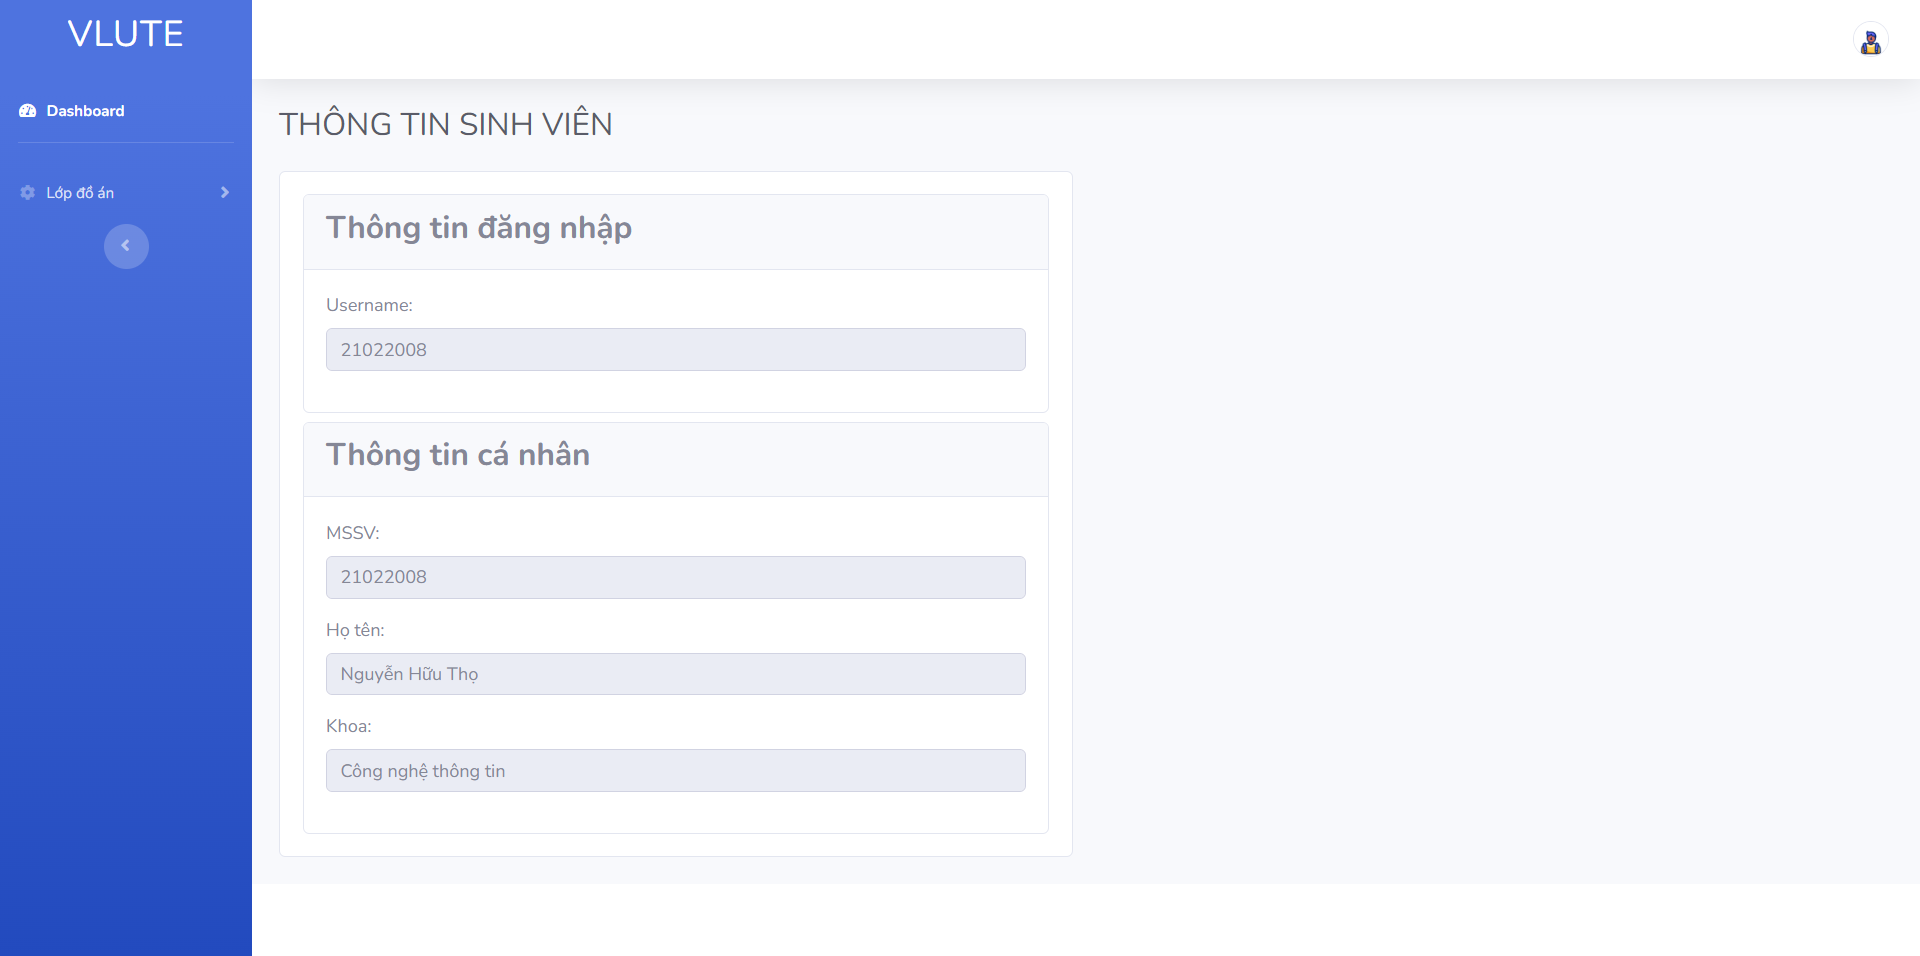 VLUTE
Dashboard
Lớp đồ án
THÔNG TIN SINH VIÊN
Thông tin đăng nhập
Username:
21022008
Thông tin cá nhân
MSSV:
21022008
Họ tên:
Nguyễn Hữu Thọ
Khoa:
Công nghệ thông tin